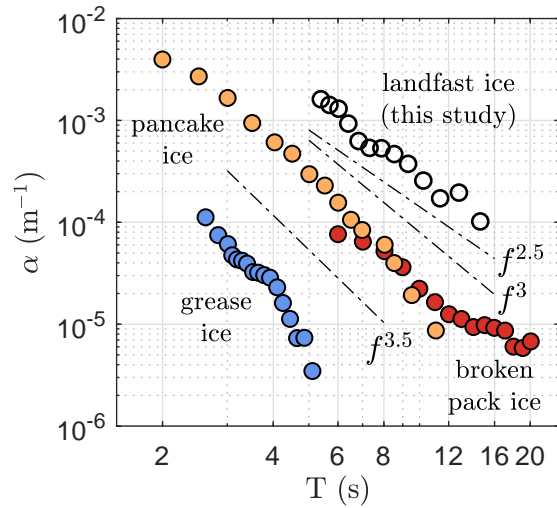 10^{-2}
10^{-3}
10^{-4}
10^{-5}
10^{-6}
α (m^{-1})
landfast ice
(this study)
pancake
ice
f^{2.5}
f^{3}
grease
ice
f^{3.5}
broken
pack ice
2 4 6 8 12 16 20
T (s)